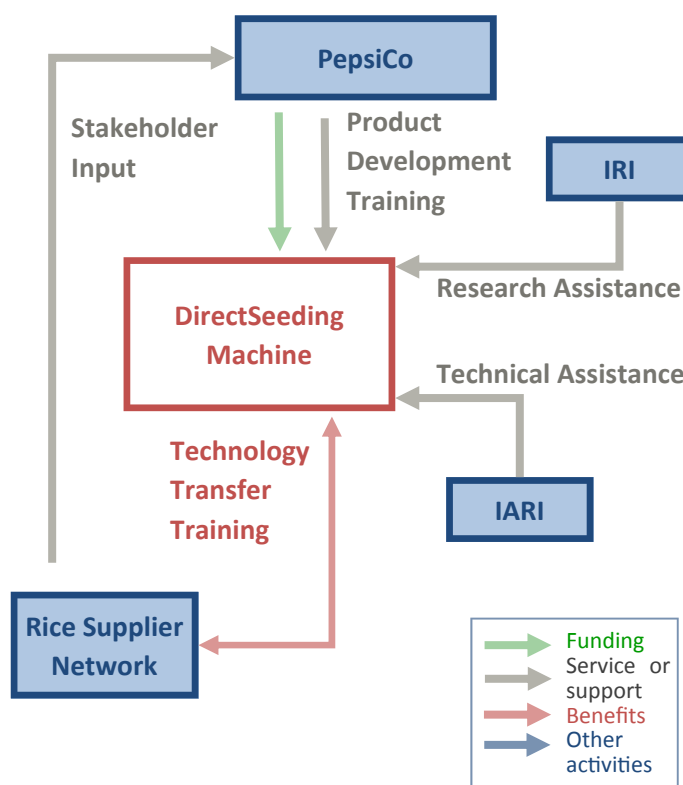 PepsiCo
Stakeholder
Input
Product
Development
Training
IRI
Research Assistance
DirectSeeding
Machine
Technical Assistance
Technology
Transfer
Training
IARI
Rice Supplier
Network
Funding
Service or
support
Benefits
Other
activities